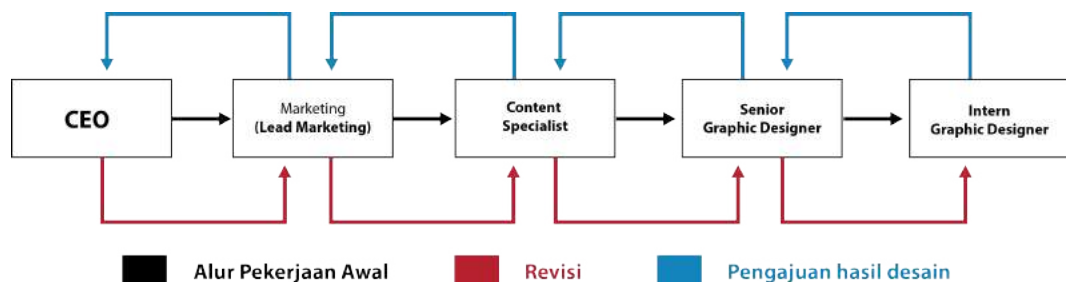 CEO
Marketing
(Lead Marketing)
Content
Specialist
Senior
Graphic Designer
Intern
Graphic Designer
Alur Pekerjaan Awal
Revisi
Pengajuan hasil desain